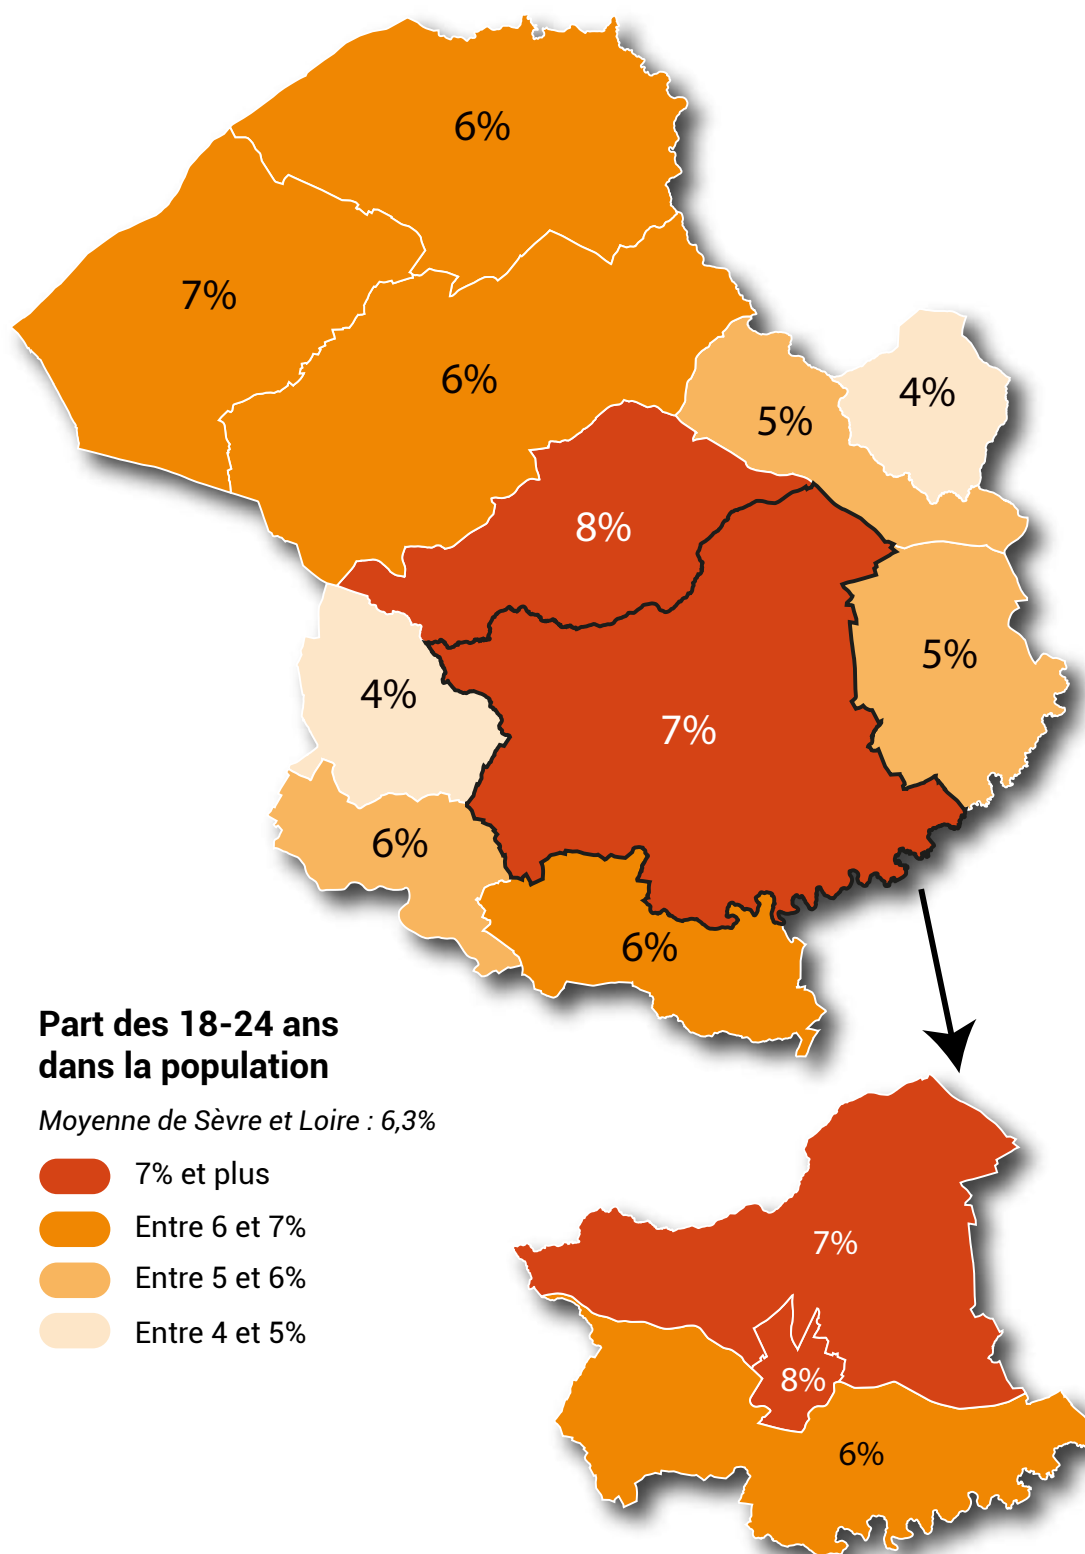 6%
7%
6%
4%
5%
8%
5%
4%
7%
6%
6%
Part des 18-24 ans
dans la population
Moyenne de Sèvre et Loire : 6,3%
7% et plus
Entre 6 et 7%
Entre 5 et 6%
Entre 4 et 5%
7%
8%
6%